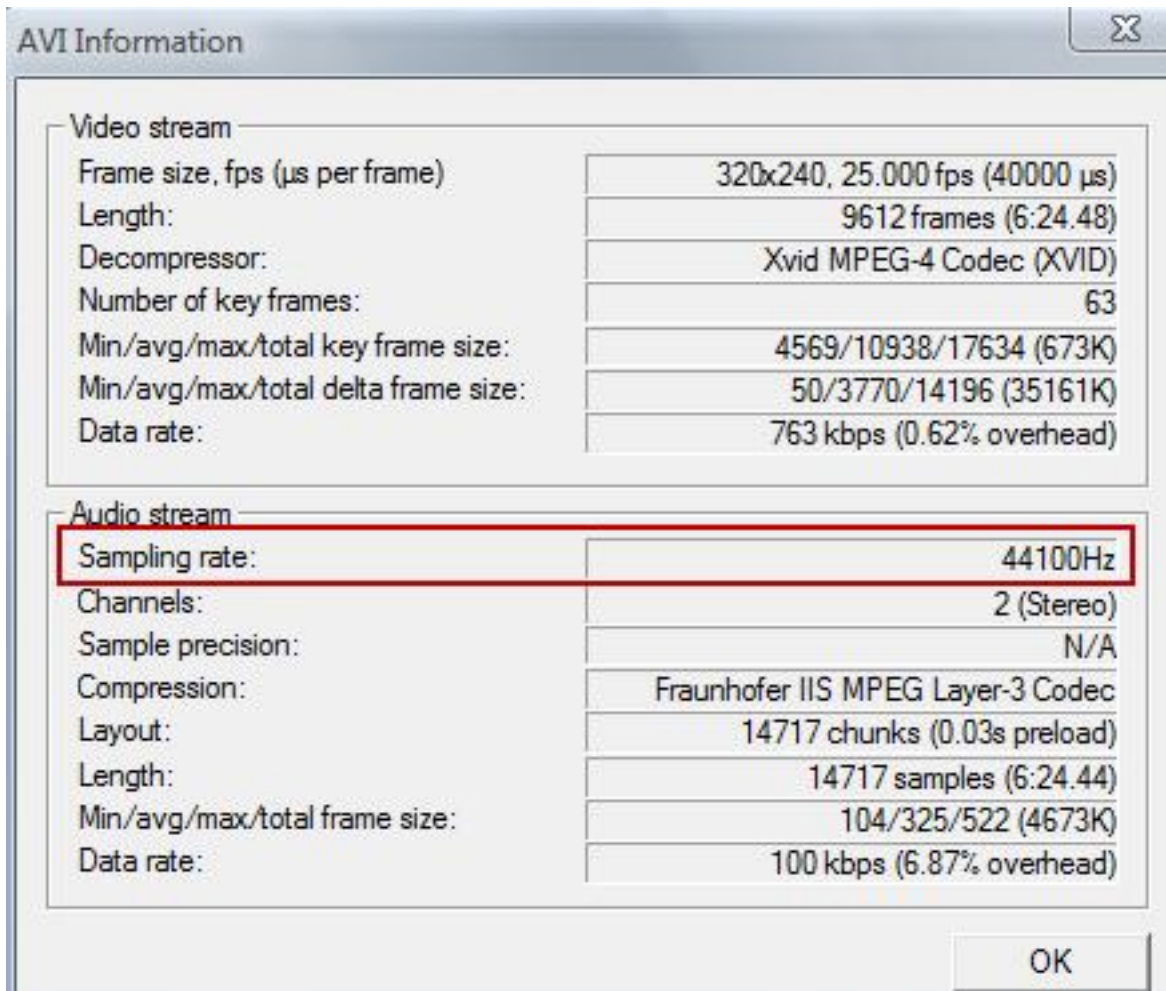 AVI Information
Video stream
Frame size, fps (µs per frame) 320x240, 25.000 fps (40000 µs)
Length: 9612 frames (6:24.48)
Decompressor: Xvid MPEG-4 Codec (XVID)
Number of key frames: 63
Min/avg/max/total key frame size: 4569/10938/17634 (673K)
Min/avg/max/total delta frame size: 50/3770/14196 (35161K)
Data rate: 763 kbps (0.62% overhead)
Audio stream
Sampling rate: 44100Hz
Channels: 2 (Stereo)
Sample precision: N/A
Compression: Fraunhofer IIS MPEG Layer-3 Codec
Layout: 14717 chunks (0.03s preload)
Length: 14717 samples (6:24.44)
Min/avg/max/total frame size: 104/325/522 (4673K)
Data rate: 100 kbps (6.87% overhead)
OK